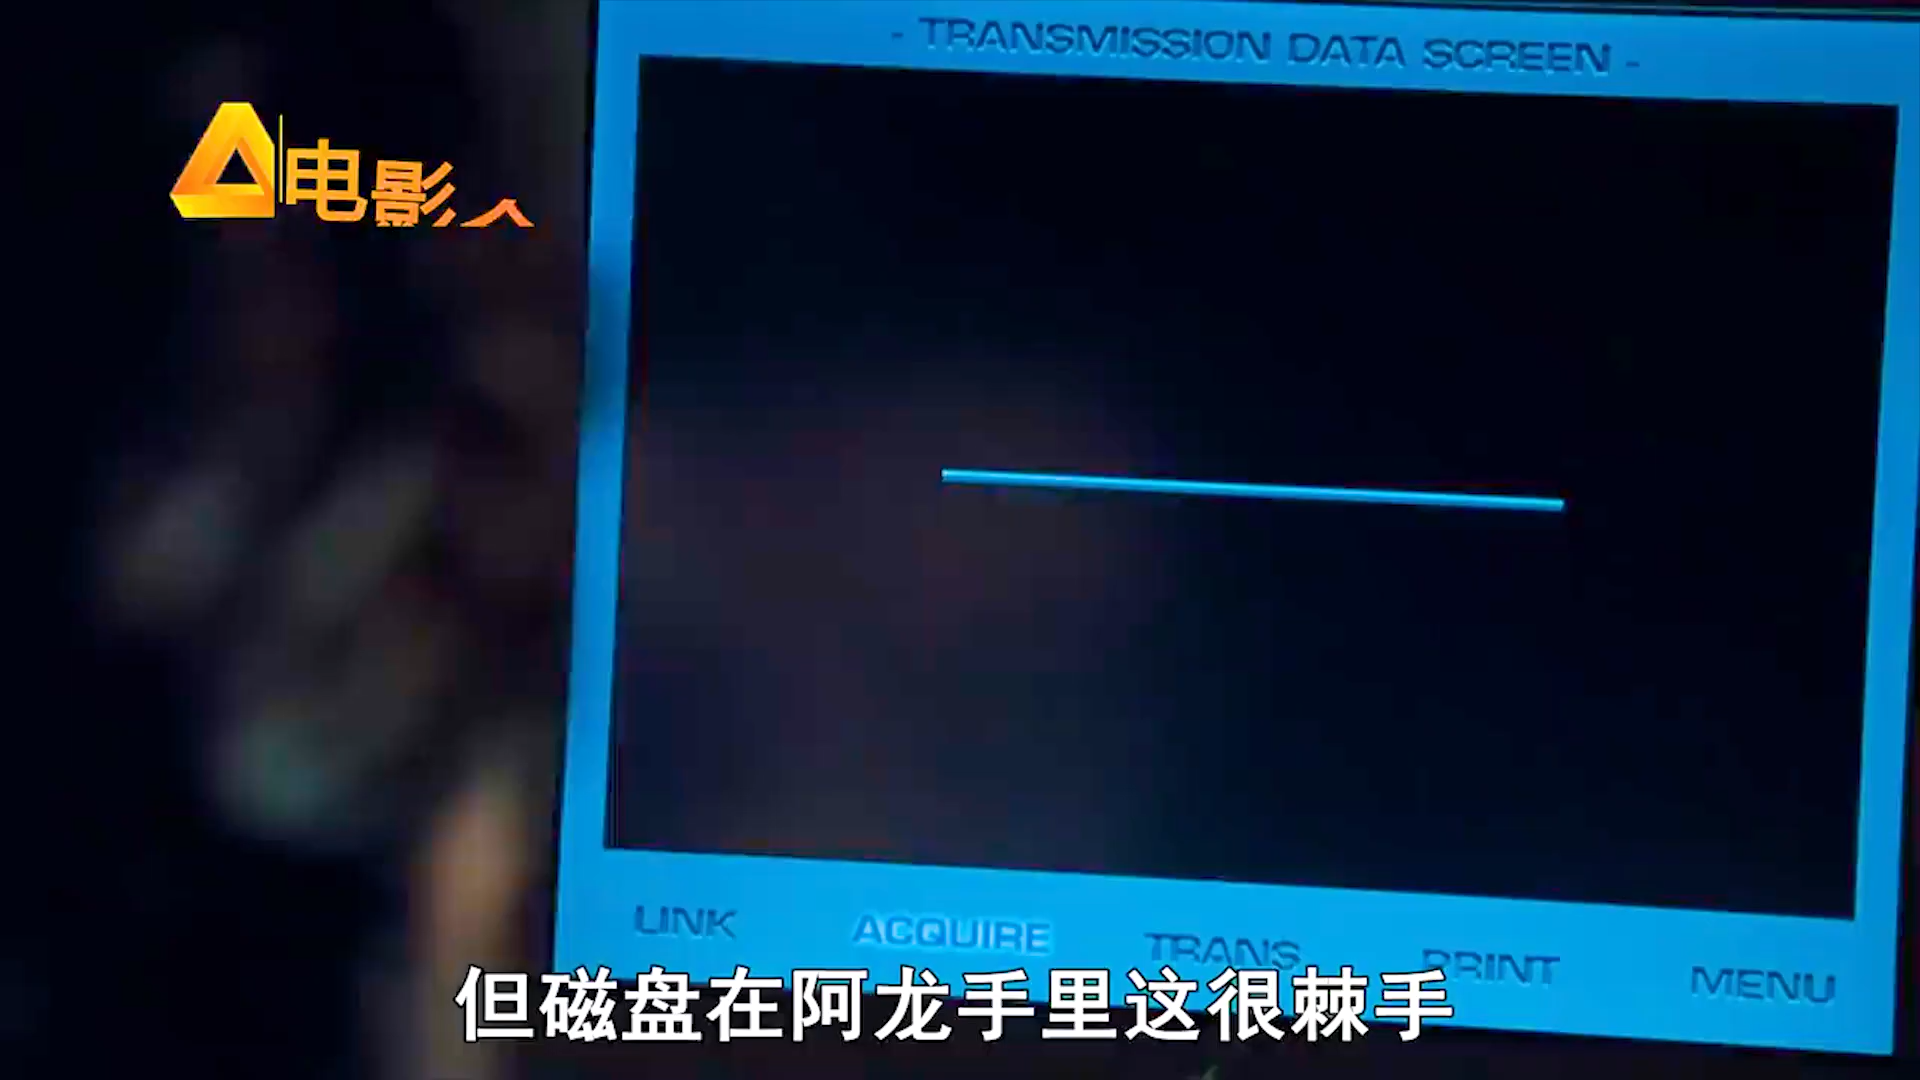 - TRANSMISSION DATA SCREEN -
电影
LINK ACQUIRE TRANS PRINT MENU
但磁盘在阿龙手里这很棘手